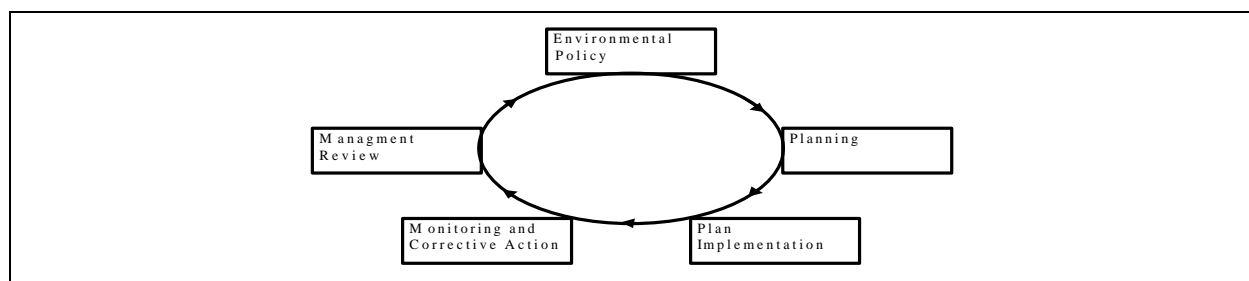 Environmental
Policy
Managment
Review
Planning
Monitoring and
Corrective Action
Plan
Implementation